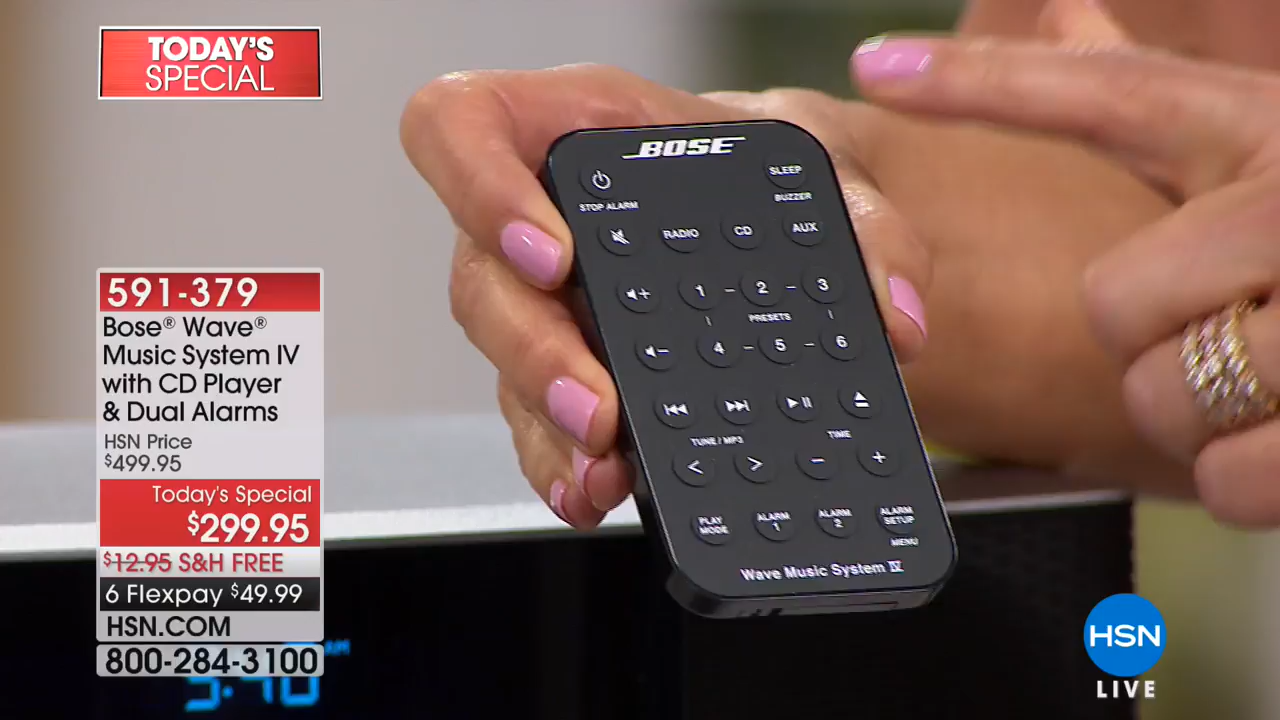 TODAY'S
SPECIAL
591-379
Bose® Wave®
Music System IV
with CD Player
& Dual Alarms
HSN Price
$499.95
Today's Special
$299.95
$12.95 S&H FREE
6 Flexpay $49.99
HSN.COM
800-284-3100
AM
BOSE
SLEEP
STOP ALARM
BUZZER
RADIO CD AUX
+ 1 - 2 - 3
PRESETS
- 4 - 5 - 6
TUNE / MP3 TIME
< > - +
PLAY MODE ALARM 1 ALARM 2 ALARM SETUP
MENU
Wave Music System IV
HSN
LIVE